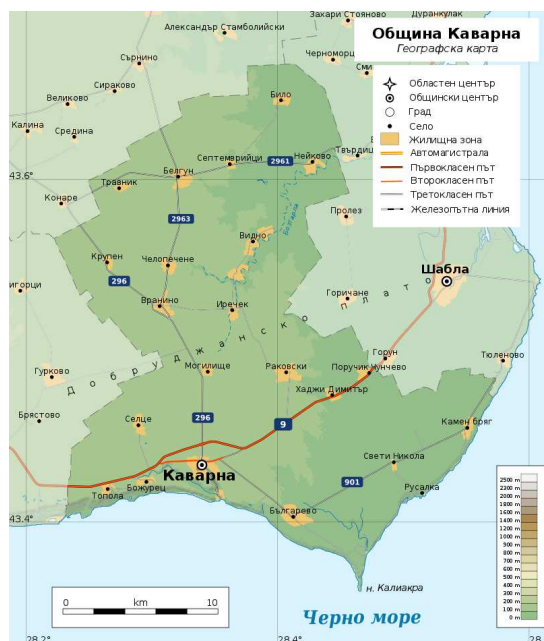 Александър Стамболийски
Захари Стояново
Дуранкулак
Община Каварна
Географска карта
Сърнино
Черноморци
Великово
Сираково
Било
Областен център
Общински център
Град
Село
Жилищна зона
Автомагистрала
Първокласен път
Второкласен път
Третокласен път
Железопътна линия
Калина
Средина
Септемврийци
2961
Нейково
43.6°
Белгун
Травник
Конаре
2963
Пролез
Видно
Крупен
Челопечене
296
Шабла
Горичане
Вранино
Иречек
Добруджанско плато
Горун
Тюленово
Гурково
Могилище
Раковски
Поручик Чунчево
Хаджи Димитър
Брястово
Селце
296
9
Камен бряг
Каварна
Свети Никола
901
Русалка
Топола
Божурец
Българево
43.4°
2500 m
2300 m
2000 m
1800 m
1600 m
1400 m
1200 m
1000 m
900 m
800 m
700 m
600 m
500 m
400 m
300 m
200 m
100 m
0 m
н. Калиакра
0 km 10
Черно море
28.2°
28.4°